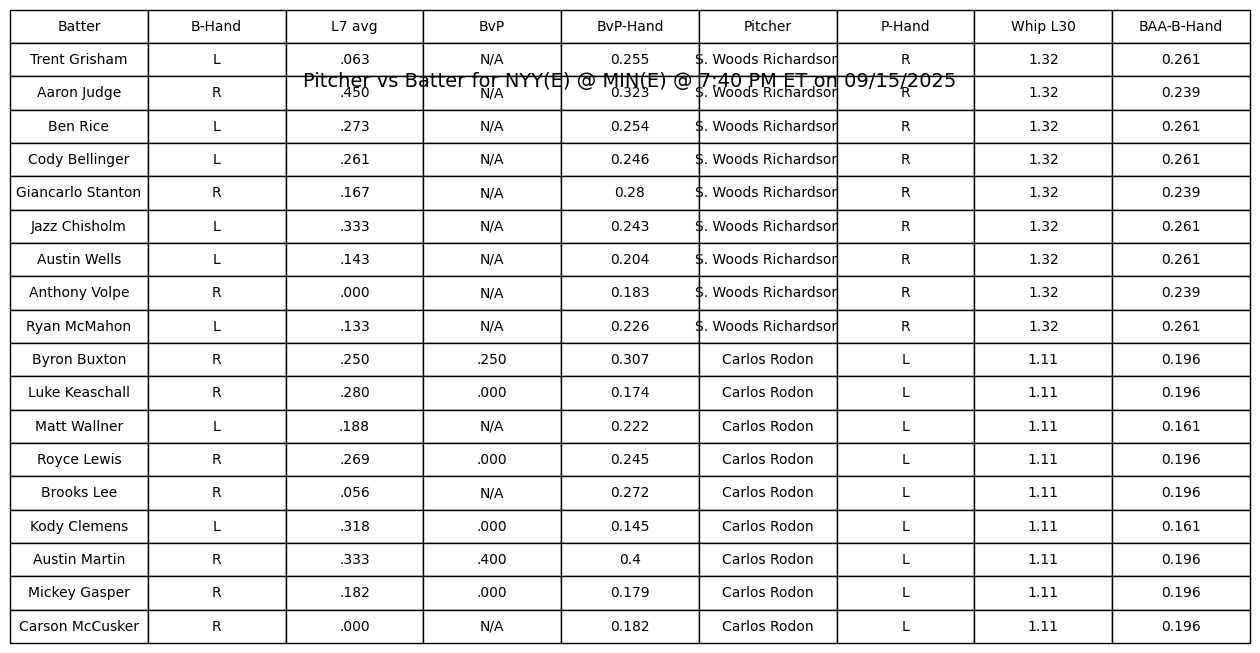 Batter B-Hand L7 avg BvP BvP-Hand Pitcher P-Hand Whip L30 BAA-B-Hand
Trent Grisham L .063 N/A 0.255 S. Woods Richardson R 1.32 0.261
Pitcher vs Batter for NYY(E) @ MIN(E) @ 7:40 PM ET on 09/15/2025
Aaron Judge R .450 N/A 0.323 S. Woods Richardson R 1.32 0.239
Ben Rice L .273 N/A 0.254 S. Woods Richardson R 1.32 0.261
Cody Bellinger L .261 N/A 0.246 S. Woods Richardson R 1.32 0.261
Giancarlo Stanton R .167 N/A 0.28 S. Woods Richardson R 1.32 0.239
Jazz Chisholm L .333 N/A 0.243 S. Woods Richardson R 1.32 0.261
Austin Wells L .143 N/A 0.204 S. Woods Richardson R 1.32 0.261
Anthony Volpe R .000 N/A 0.183 S. Woods Richardson R 1.32 0.239
Ryan McMahon L .133 N/A 0.226 S. Woods Richardson R 1.32 0.261
Byron Buxton R .250 .250 0.307 Carlos Rodon L 1.11 0.196
Luke Keaschall R .280 .000 0.174 Carlos Rodon L 1.11 0.196
Matt Wallner L .188 N/A 0.222 Carlos Rodon L 1.11 0.161
Royce Lewis R .269 .000 0.245 Carlos Rodon L 1.11 0.196
Brooks Lee R .056 N/A 0.272 Carlos Rodon L 1.11 0.196
Kody Clemens L .318 .000 0.145 Carlos Rodon L 1.11 0.161
Austin Martin R .333 .400 0.4 Carlos Rodon L 1.11 0.196
Mickey Gasper R .182 .000 0.179 Carlos Rodon L 1.11 0.196
Carson McCusker R .000 N/A 0.182 Carlos Rodon L 1.11 0.196